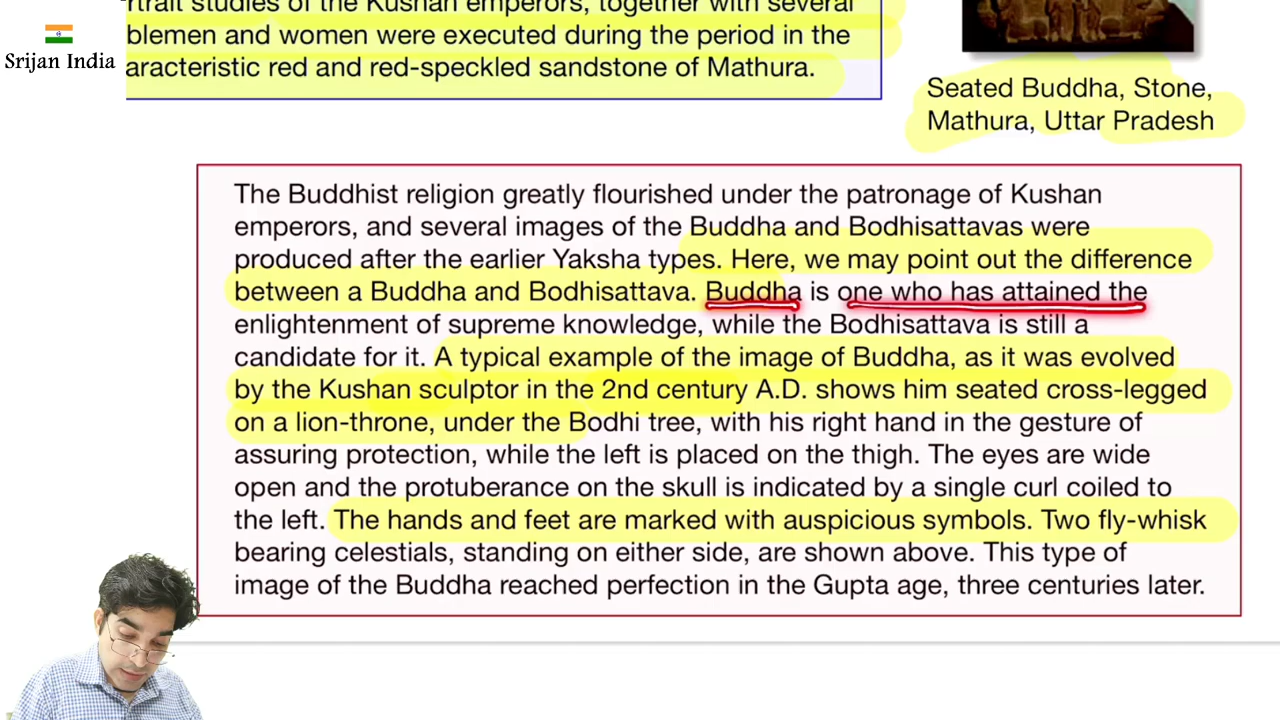 rtrait studies of the Kushan emperors, together with several
blemen and women were executed during the period in the
aracteristic red and red-speckled sandstone of Mathura.
Srijan India
Seated Buddha, Stone,
Mathura, Uttar Pradesh
The Buddhist religion greatly flourished under the patronage of Kushan
emperors, and several images of the Buddha and Bodhisattavas were
produced after the earlier Yaksha types. Here, we may point out the difference
between a Buddha and Bodhisattava. Buddha is one who has attained the
enlightenment of supreme knowledge, while the Bodhisattava is still a
candidate for it. A typical example of the image of Buddha, as it was evolved
by the Kushan sculptor in the 2nd century A.D. shows him seated cross-legged
on a lion-throne, under the Bodhi tree, with his right hand in the gesture of
assuring protection, while the left is placed on the thigh. The eyes are wide
open and the protuberance on the skull is indicated by a single curl coiled to
the left. The hands and feet are marked with auspicious symbols. Two fly-whisk
bearing celestials, standing on either side, are shown above. This type of
image of the Buddha reached perfection in the Gupta age, three centuries later.